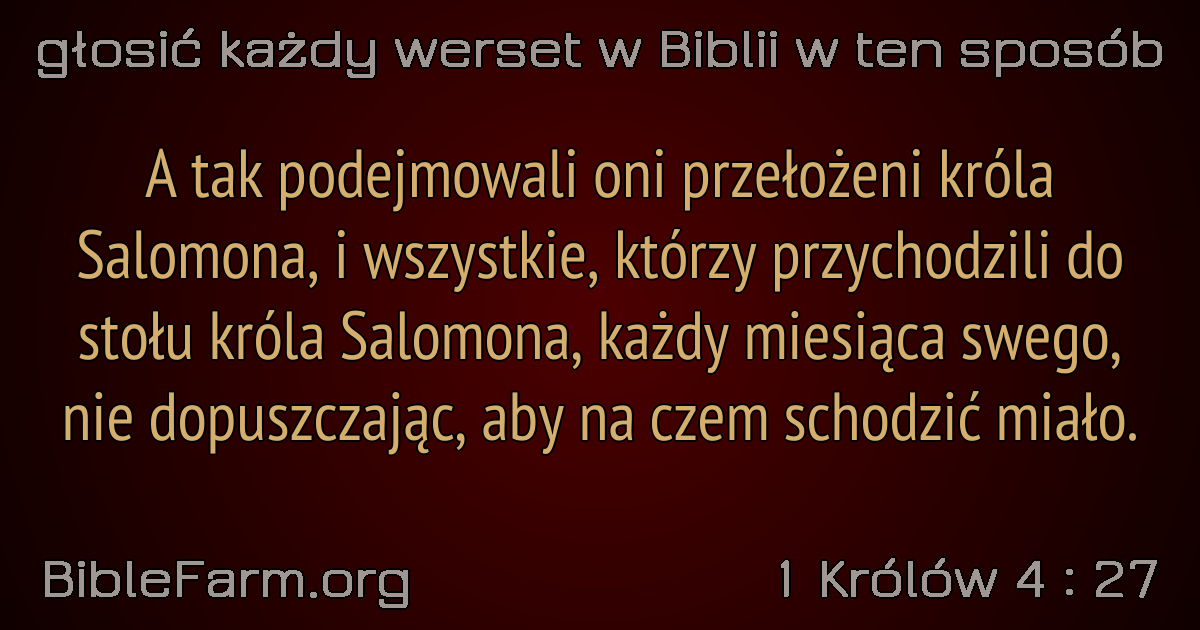 głosić każdy werset w Biblii w ten sposób
A tak podejmowali oni przełożeni króla
Salomona, i wszystkie, którzy przychodzili do
stołu króla Salomona, każdy miesiąca swego,
nie dopuszczając, aby na czem schodzić miało.
BibleFarm.org
1 Królów 4 : 27